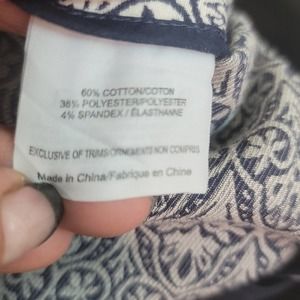 60% COTTON/COTON
36% POLYESTER/POLYESTER
4% SPANDEX / ÉLASTHANNE
EXCLUSIVE OF TRIMS/ORNEMENTS NON COMPRIS
Made in China/Fabrique en Chine